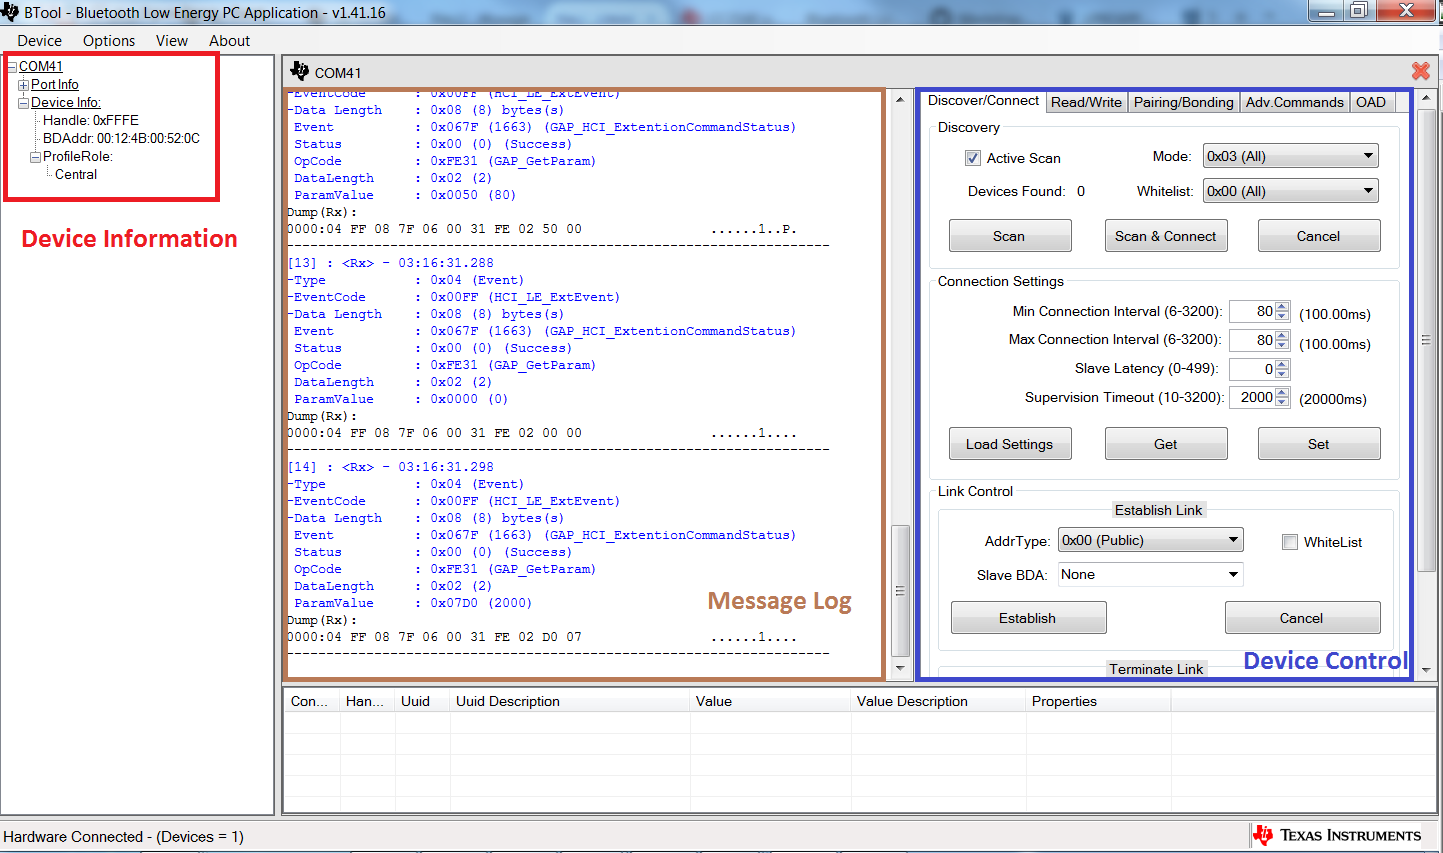 BTool - Bluetooth Low Energy PC Application - v1.41.16
Device Options View About
COM41
Port Info
Device Info:
Handle: 0xFFFE
BDAddr: 00:12:4B:00:52:0C
ProfileRole:
Central
Device Information
COM41
-EventCode : 0x00FF (HCI_LE_ExtEvent)
-Data Length : 0x08 (8) bytes(s)
Event : 0x067F (1663) (GAP_HCI_ExtentionCommandStatus)
Status : 0x00 (0) (Success)
OpCode : 0xFE31 (GAP_GetParam)
DataLength : 0x02 (2)
ParamValue : 0x0050 (80)
Dump(Rx):
0000:04 FF 08 7F 06 00 31 FE 02 50 00 ......1..P.
--------------------------------------------------------------------
[13] : <Rx> - 03:16:31.288
-Type : 0x04 (Event)
-EventCode : 0x00FF (HCI_LE_ExtEvent)
-Data Length : 0x08 (8) bytes(s)
Event : 0x067F (1663) (GAP_HCI_ExtentionCommandStatus)
Status : 0x00 (0) (Success)
OpCode : 0xFE31 (GAP_GetParam)
DataLength : 0x02 (2)
ParamValue : 0x0000 (0)
Dump(Rx):
0000:04 FF 08 7F 06 00 31 FE 02 00 00 ......1....
--------------------------------------------------------------------
[14] : <Rx> - 03:16:31.298
-Type : 0x04 (Event)
-EventCode : 0x00FF (HCI_LE_ExtEvent)
-Data Length : 0x08 (8) bytes(s)
Event : 0x067F (1663) (GAP_HCI_ExtentionCommandStatus)
Status : 0x00 (0) (Success)
OpCode : 0xFE31 (GAP_GetParam)
DataLength : 0x02 (2)
ParamValue : 0x07D0 (2000)
Dump(Rx):
0000:04 FF 08 7F 06 00 31 FE 02 D0 07 ......1....
--------------------------------------------------------------------
Message Log
Discover/Connect Read/Write Pairing/Bonding Adv.Commands OAD
Discovery
Active Scan Mode: 0x03 (All)
Devices Found: 0 Whitelist: 0x00 (All)
Scan Scan & Connect Cancel
Connection Settings
Min Connection Interval (6-3200): 80 (100.00ms)
Max Connection Interval (6-3200): 80 (100.00ms)
Slave Latency (0-499): 0
Supervision Timeout (10-3200): 2000 (20000ms)
Load Settings Get Set
Link Control
Establish Link
AddrType: 0x00 (Public) WhiteList
Slave BDA: None
Establish Cancel
Device Control
Terminate Link
Con... Han... Uuid Uuid Description Value Value Description Properties
Hardware Connected - (Devices = 1)
TEXAS INSTRUMENTS